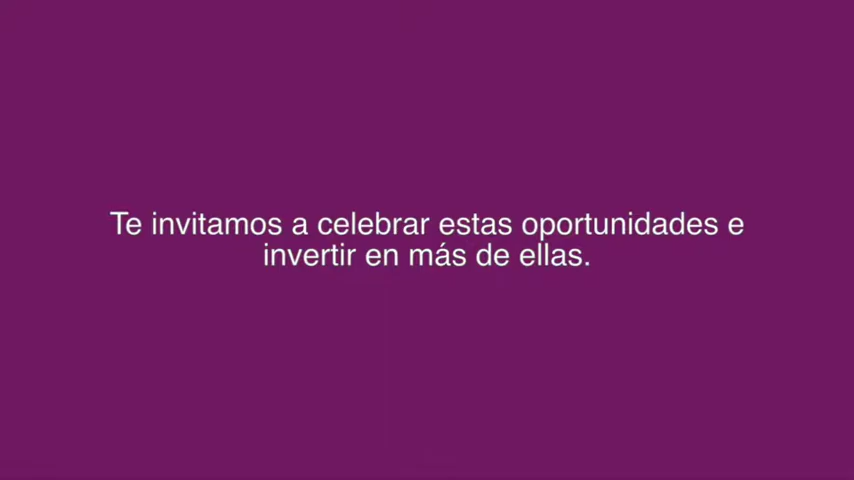 Te invitamos a celebrar estas oportunidades e
invertir en más de ellas.